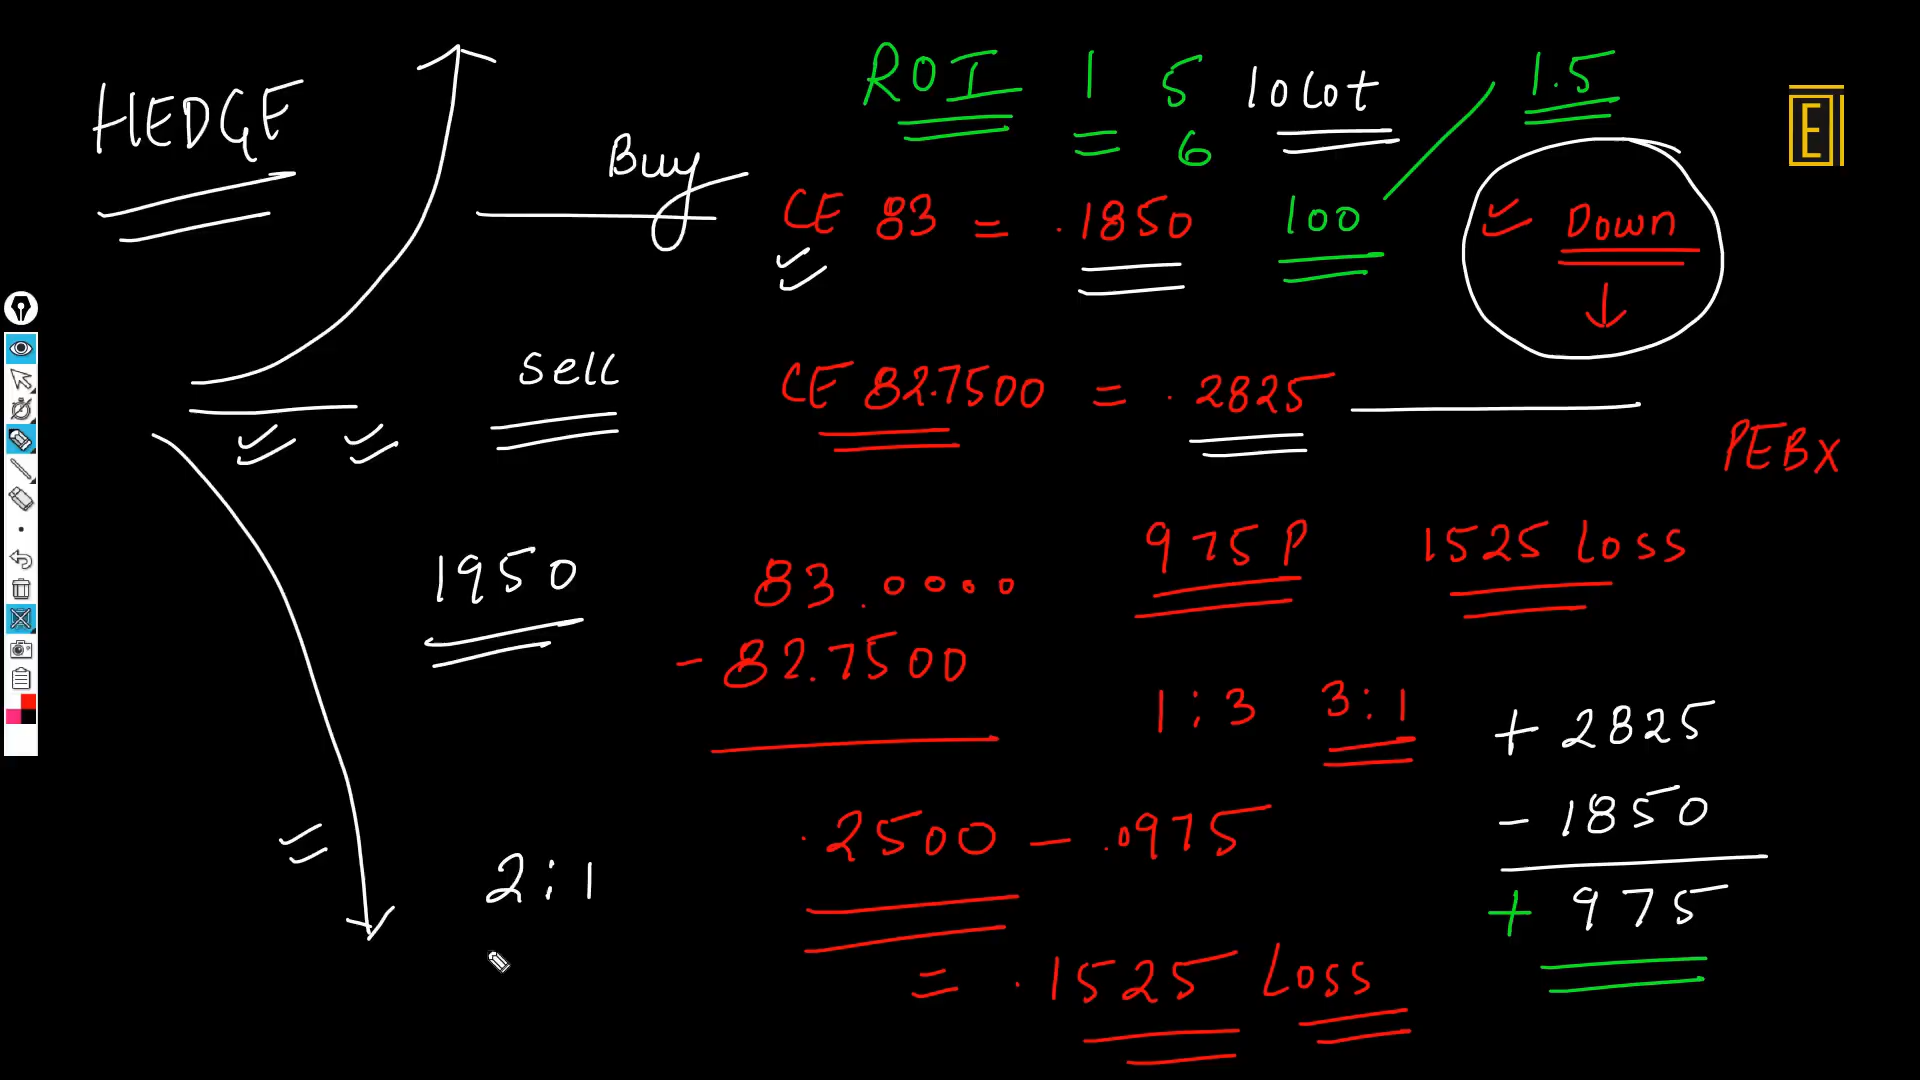 HEDGE
ROI 1 5 10 Lot 1.5
6
Buy
CE 83 = .1850 100
Down
Sell
CE 82.7500 = .2825
PEBX
1950
83.0000
- 82.7500
975 P 1525 Loss
1:3 3:1
+ 2825
- 1850
+ 975
.2500 - .0975
2:1
= .1525 Loss
E